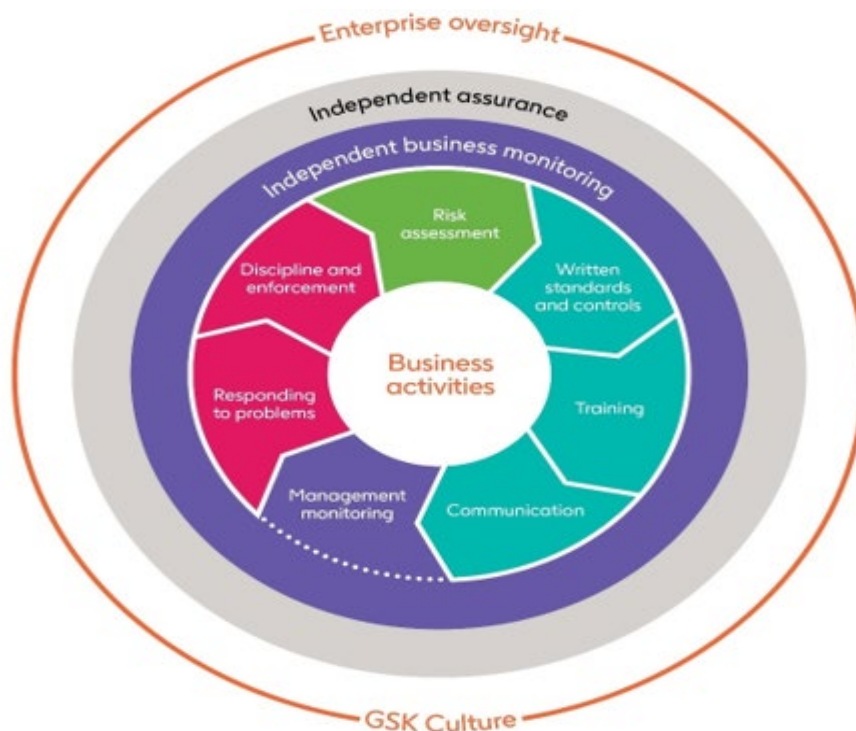 Enterprise oversight
Independent assurance
Independent business monitoring
Risk
assessment
Written
standards
and controls
Training
Communication
Management
monitoring
Responding
to problems
Discipline and
enforcement
Business
activities
GSK Culture